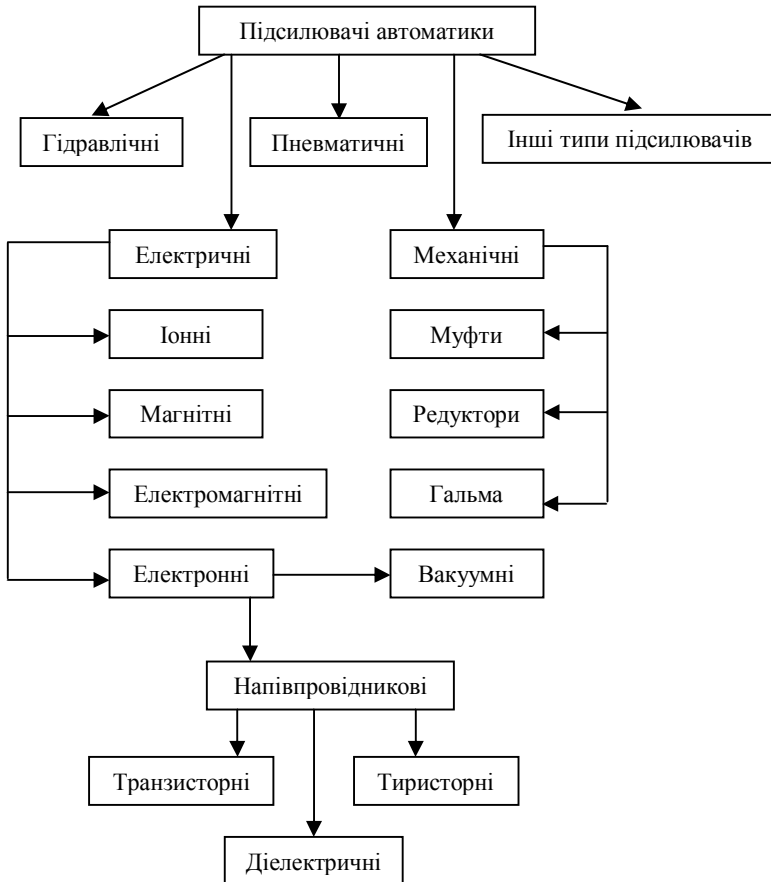 Підсилювачі автоматики
Гідравлічні
Пневматичні
Інші типи підсилювачів
Електричні
Механічні
Іонні
Муфти
Магнітні
Редуктори
Електромагнітні
Гальма
Електронні
Вакуумні
Напівпровідникові
Транзисторні
Тиристорні
Діелектричні